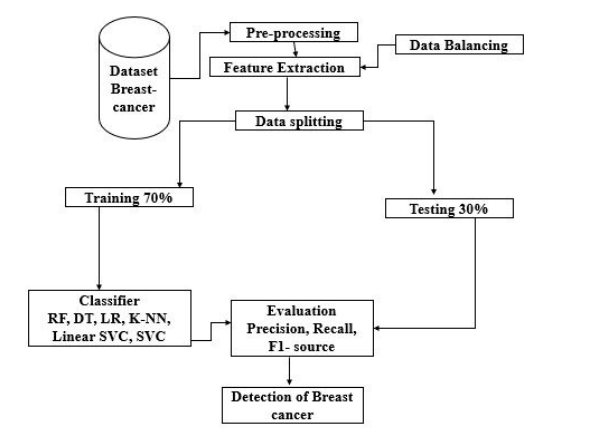 Pre-processing
Data Balancing
Dataset
Breast-
cancer
Feature Extraction
Data splitting
Training 70%
Testing 30%
Classifier
RF, DT, LR, K-NN,
Linear SVC, SVC
Evaluation
Precision, Recall,
F1- source
Detection of Breast
cancer